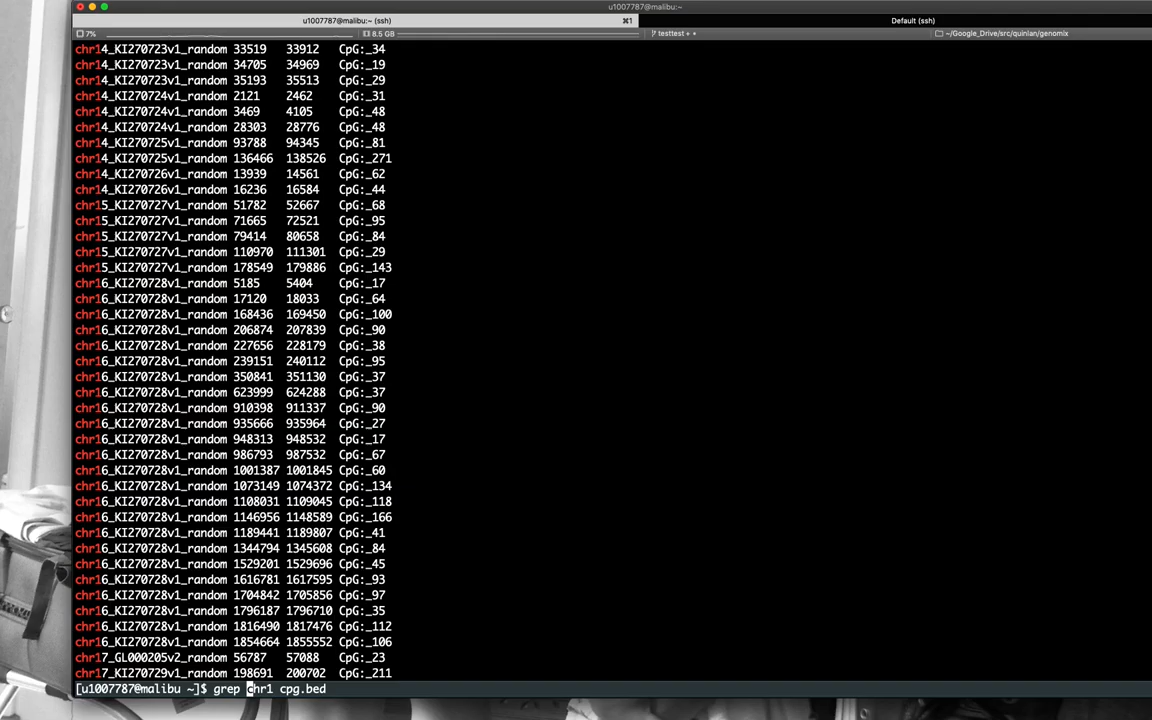 u1007787@malibu:~
u1007787@malibu:~ (ssh) ⌘1 Default (ssh)
7% 8.5 GB testtest + • ~/Google_Drive/src/quinlan/genomix
chr14_KI270723v1_random 33519 33912 CpG:_34
chr14_KI270723v1_random 34705 34969 CpG:_19
chr14_KI270723v1_random 35193 35513 CpG:_29
chr14_KI270724v1_random 2121 2462 CpG:_31
chr14_KI270724v1_random 3469 4105 CpG:_48
chr14_KI270724v1_random 28303 28776 CpG:_48
chr14_KI270725v1_random 93788 94345 CpG:_81
chr14_KI270725v1_random 136466 138526 CpG:_271
chr14_KI270726v1_random 13939 14561 CpG:_62
chr14_KI270726v1_random 16236 16584 CpG:_44
chr15_KI270727v1_random 51782 52667 CpG:_68
chr15_KI270727v1_random 71665 72521 CpG:_95
chr15_KI270727v1_random 79414 80658 CpG:_84
chr15_KI270727v1_random 110970 111301 CpG:_29
chr15_KI270727v1_random 178549 179886 CpG:_143
chr16_KI270728v1_random 5185 5404 CpG:_17
chr16_KI270728v1_random 17120 18033 CpG:_64
chr16_KI270728v1_random 168436 169450 CpG:_100
chr16_KI270728v1_random 206874 207839 CpG:_90
chr16_KI270728v1_random 227656 228179 CpG:_38
chr16_KI270728v1_random 239151 240112 CpG:_95
chr16_KI270728v1_random 350841 351130 CpG:_37
chr16_KI270728v1_random 623999 624288 CpG:_37
chr16_KI270728v1_random 910398 911337 CpG:_90
chr16_KI270728v1_random 935666 935964 CpG:_27
chr16_KI270728v1_random 948313 948532 CpG:_17
chr16_KI270728v1_random 986793 987532 CpG:_67
chr16_KI270728v1_random 1001387 1001845 CpG:_60
chr16_KI270728v1_random 1073149 1074372 CpG:_134
chr16_KI270728v1_random 1108031 1109045 CpG:_118
chr16_KI270728v1_random 1146956 1148589 CpG:_166
chr16_KI270728v1_random 1189441 1189807 CpG:_41
chr16_KI270728v1_random 1344794 1345608 CpG:_84
chr16_KI270728v1_random 1529201 1529696 CpG:_45
chr16_KI270728v1_random 1616781 1617595 CpG:_93
chr16_KI270728v1_random 1704842 1705856 CpG:_97
chr16_KI270728v1_random 1796187 1796710 CpG:_35
chr16_KI270728v1_random 1816490 1817476 CpG:_112
chr16_KI270728v1_random 1854664 1855552 CpG:_106
chr17_GL000205v2_random 56787 57088 CpG:_23
chr17_KI270729v1_random 198691 200702 CpG:_211
[u1007787@malibu ~]$ grep chr1 cpg.bed